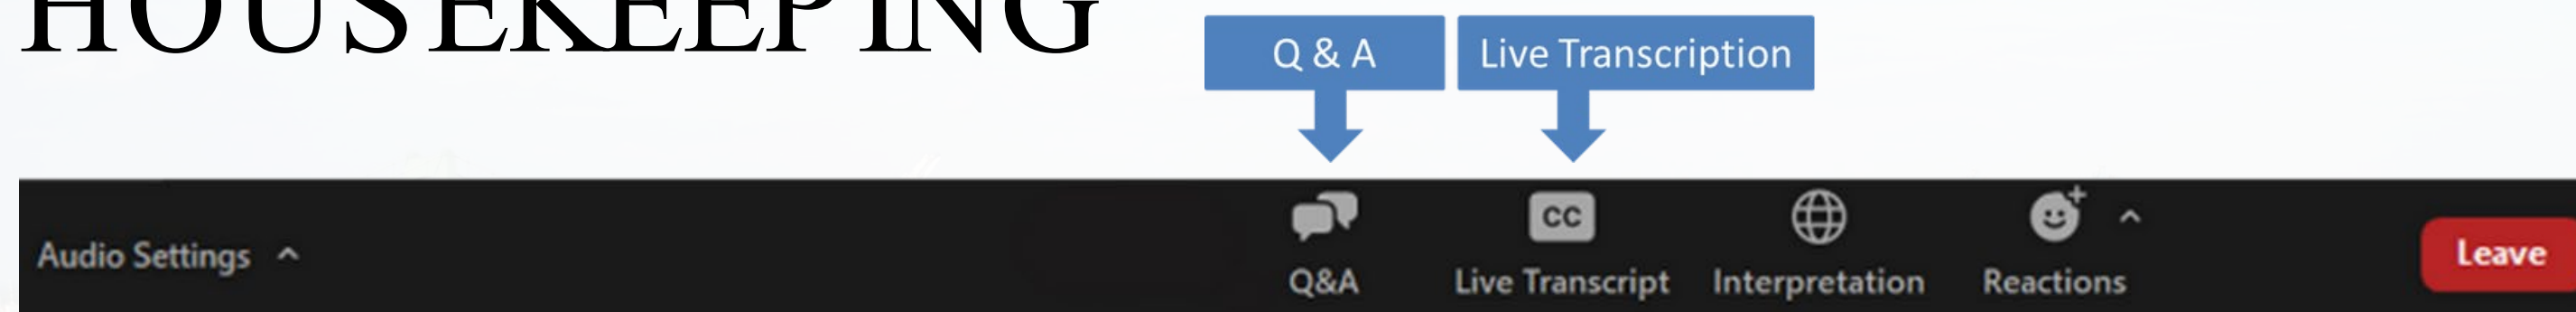 HOUSEKEEPING
Q & A Live Transcription
CC
Audio Settings Q&A Live Transcript Interpretation Reactions Leave